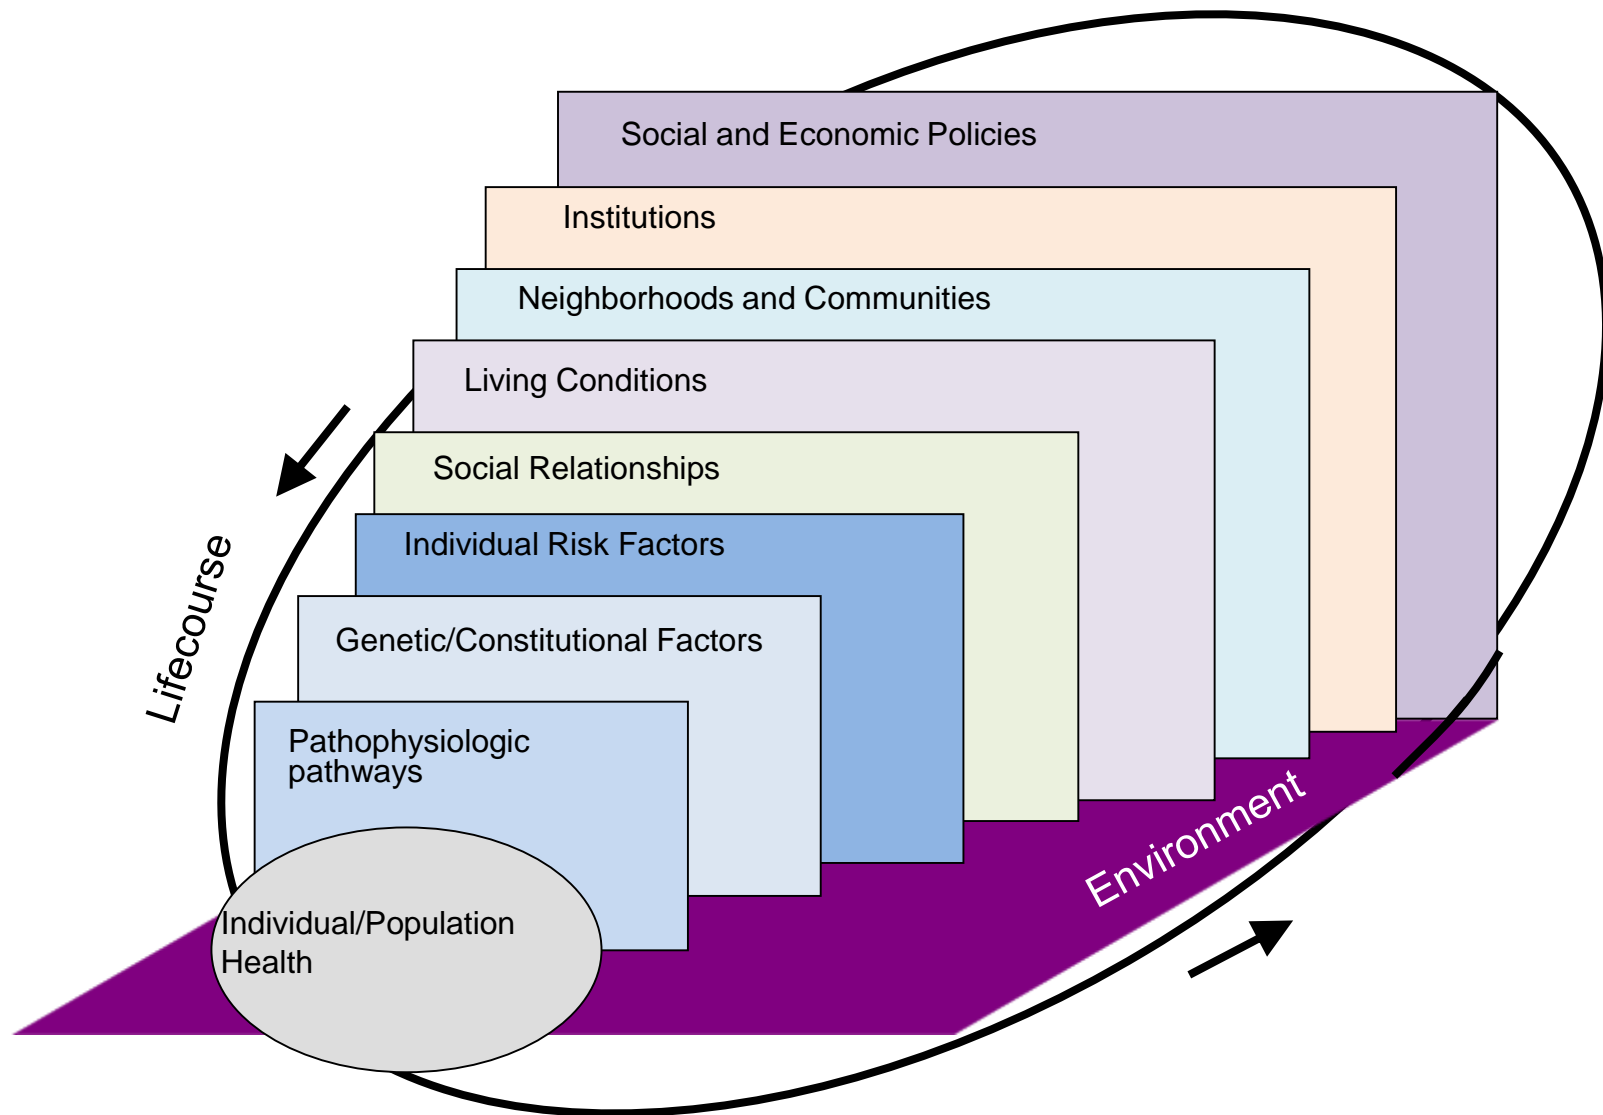 Social and Economic Policies
Institutions
Neighborhoods and Communities
Living Conditions
Social Relationships
Individual Risk Factors
Genetic/Constitutional Factors
Pathophysiologic
pathways
Individual/Population
Health
Lifecourse
Environment